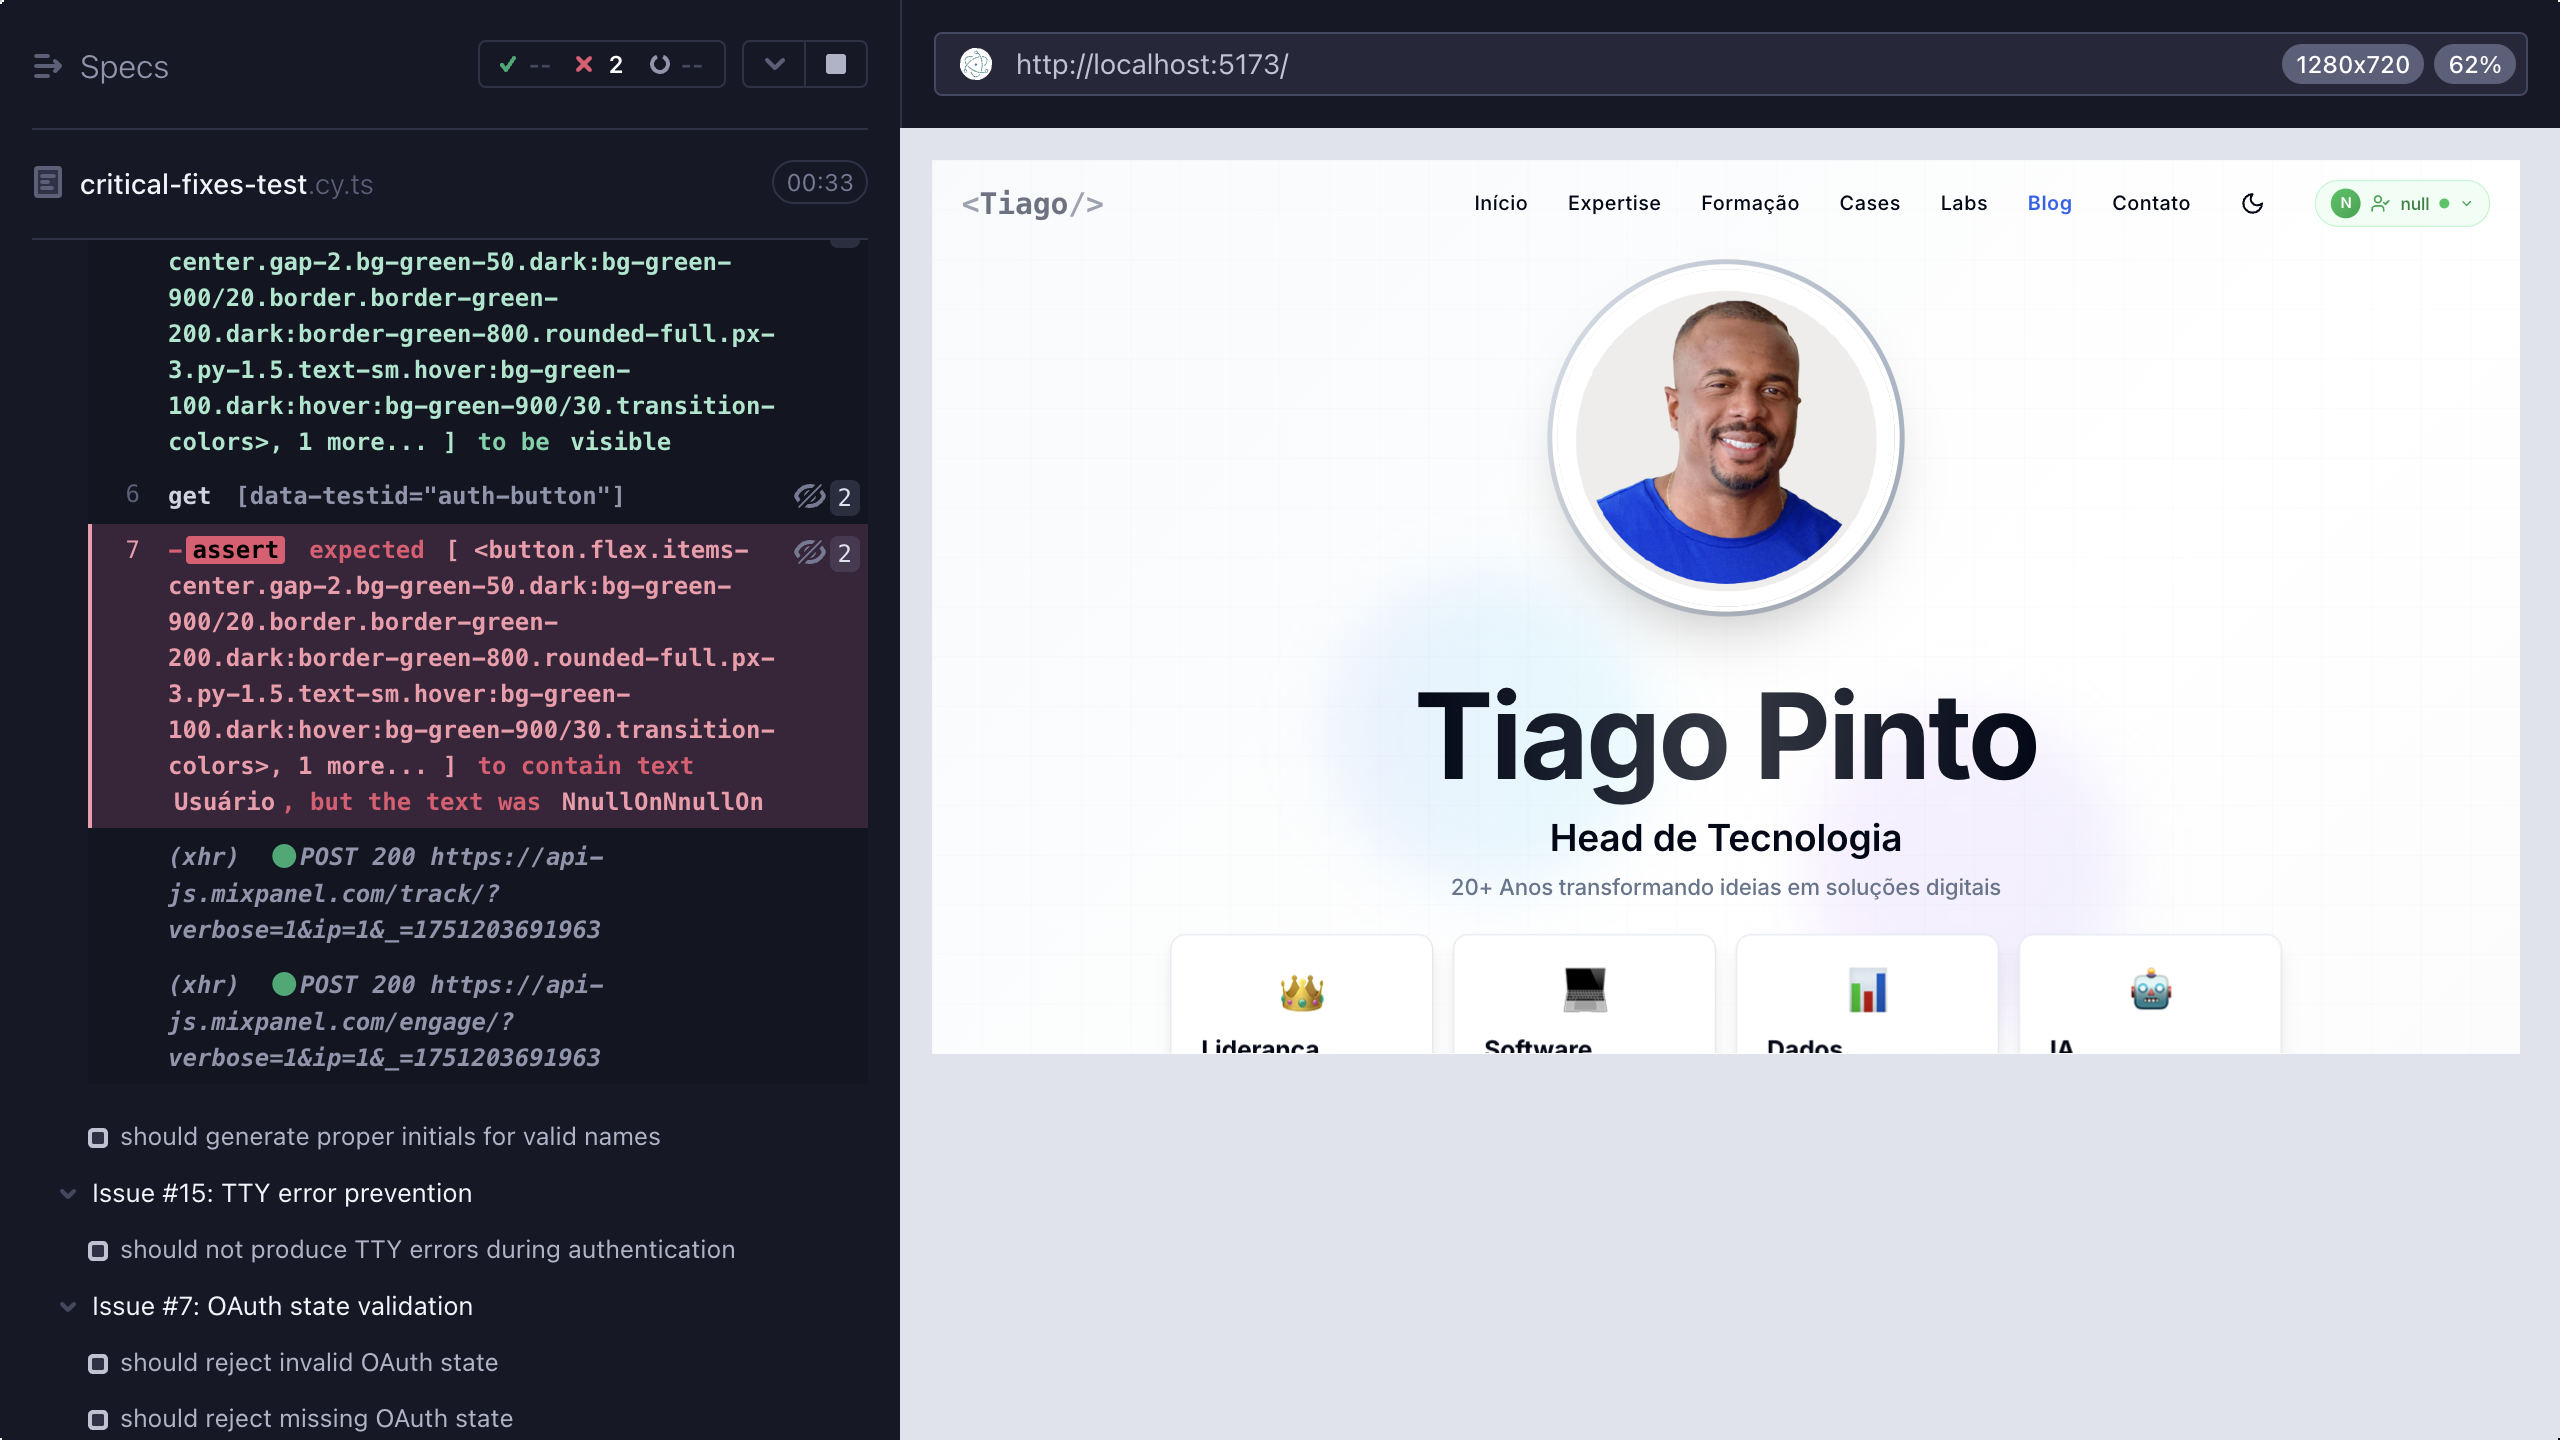 Specs
-- 2 --
critical-fixes-test.cy.ts
00:33
center.gap-2.bg-green-50.dark:bg-green-
900/20.border.border-green-
200.dark:border-green-800.rounded-full.px-
3.py-1.5.text-sm.hover:bg-green-
100.dark:hover:bg-green-900/30.transition-
colors>, 1 more... ] to be visible
6 get [data-testid="auth-button"] 2
7 -assert expected [ <button.flex.items- 2
center.gap-2.bg-green-50.dark:bg-green-
900/20.border.border-green-
200.dark:border-green-800.rounded-full.px-
3.py-1.5.text-sm.hover:bg-green-
100.dark:hover:bg-green-900/30.transition-
colors>, 1 more... ] to contain text
Usuário, but the text was NnullOnNnullOn
(xhr) POST 200 https://api-
js.mixpanel.com/track/?
verbose=1&ip=1&_=1751203691963
(xhr) POST 200 https://api-
js.mixpanel.com/engage/?
verbose=1&ip=1&_=1751203691963
should generate proper initials for valid names
Issue #15: TTY error prevention
should not produce TTY errors during authentication
Issue #7: OAuth state validation
should reject invalid OAuth state
should reject missing OAuth state
http://localhost:5173/
1280x720 62%
<Tiago/>
Início Expertise Formação Cases Labs Blog Contato
N null
Tiago Pinto
Head de Tecnologia
20+ Anos transformando ideias em soluções digitais
Liderança Software Dados IA